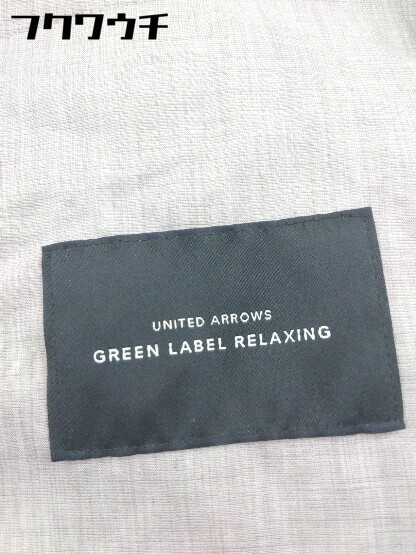 フクワウチ
UNITED ARROWS
GREEN LABEL RELAXING